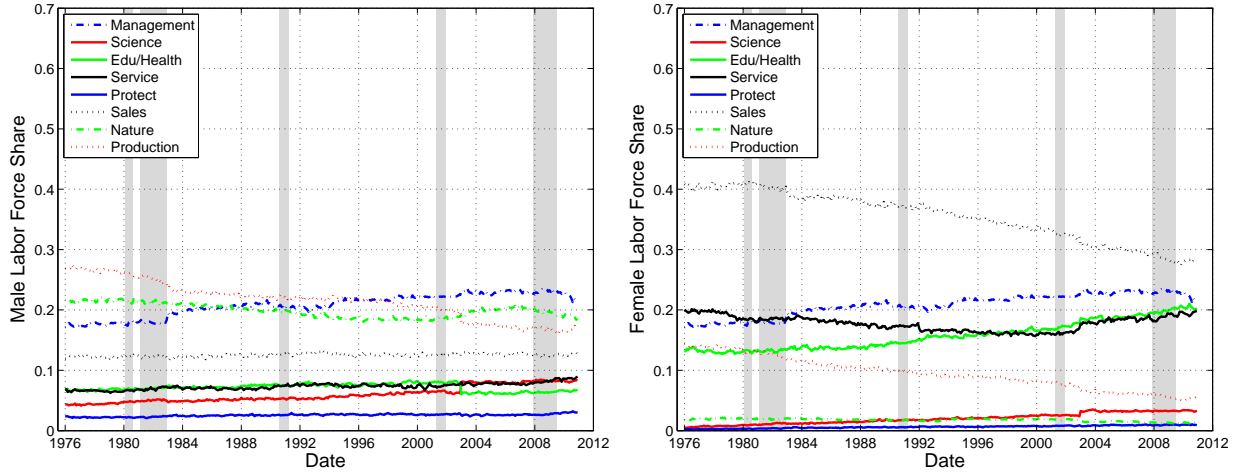 0.7
0.6
0.5
0.4
0.3
0.2
0.1
0
Male Labor Force Share
Management
Science
Edu/Health
Service
Protect
Sales
Nature
Production
1976 1980 1984 1988 1992 1996 2000 2004 2008 2012
Date
0.7
0.6
0.5
0.4
0.3
0.2
0.1
0
Female Labor Force Share
Management
Science
Edu/Health
Service
Protect
Sales
Nature
Production
1976 1980 1984 1988 1992 1996 2000 2004 2008 2012
Date